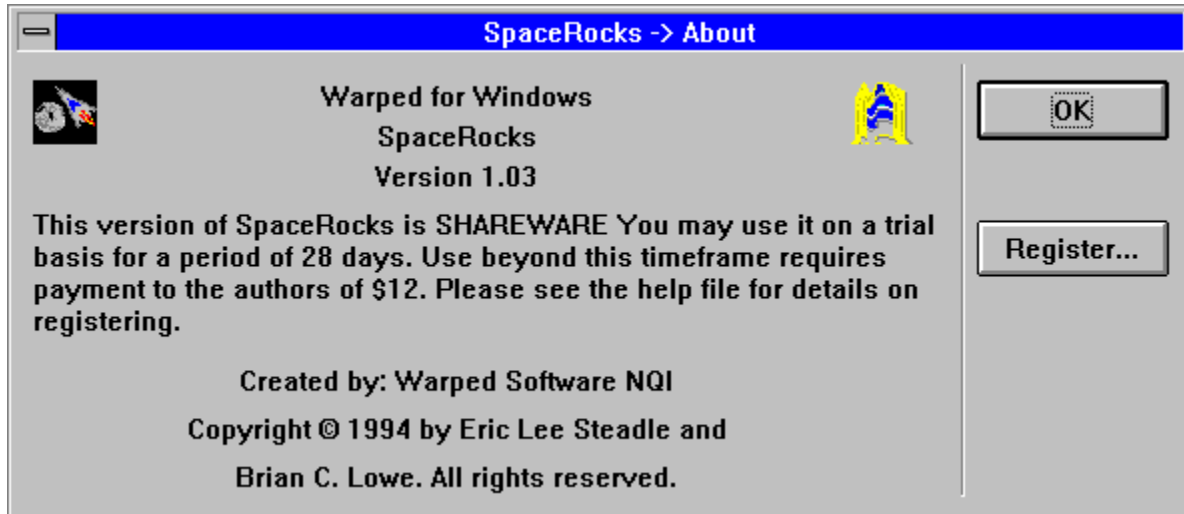 SpaceRocks -> About
Warped for Windows
SpaceRocks
Version 1.03
OK
This version of SpaceRocks is SHAREWARE You may use it on a trial
basis for a period of 28 days. Use beyond this timeframe requires
payment to the authors of $12. Please see the help file for details on
registering.
Register...
Created by: Warped Software NQI
Copyright © 1994 by Eric Lee Steadle and
Brian C. Lowe. All rights reserved.